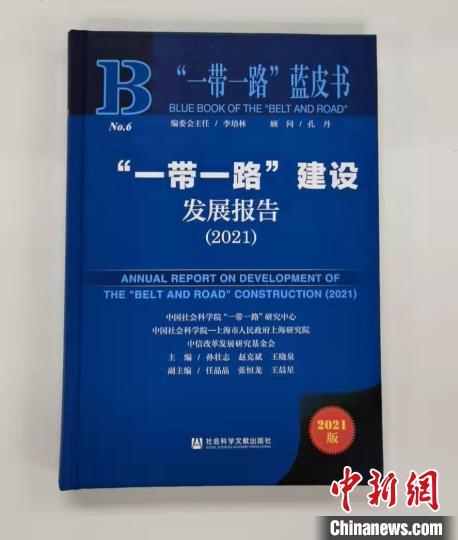 B
No.6
“一带一路”蓝皮书
BLUE BOOK OF THE "BELT AND ROAD"
编委会主任 / 李培林 顾 问 / 孔 丹
“一带一路”建设
发展报告
(2021)
ANNUAL REPORT ON DEVELOPMENT OF
THE "BELT AND ROAD" CONSTRUCTION (2021)
中国社会科学院“一带一路”研究中心
中国社会科学院—上海市人民政府上海研究院
中信改革发展研究基金会
主 编 / 孙壮志 赵克斌 王晓泉
副主编 / 任晶晶 张恒龙 王晨星
2021
版
社会科学文献出版社
SOCIAL SCIENCES ACADEMIC PRESS (CHINA)
中新网
Chinanews.com